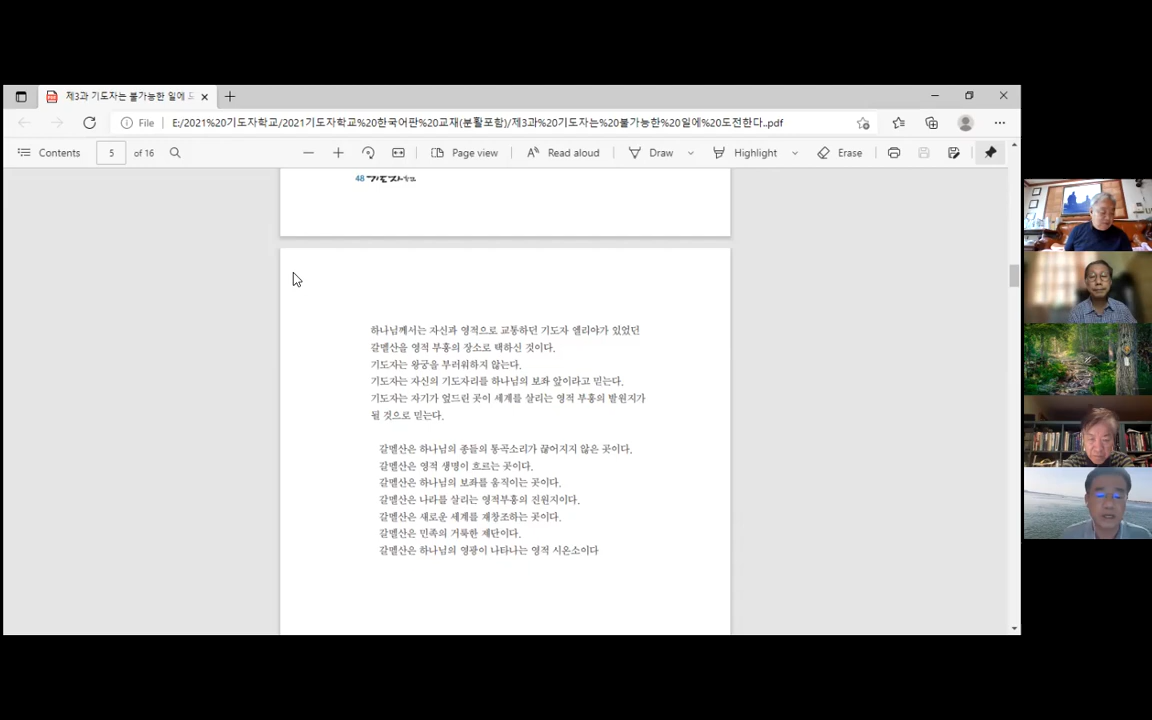 제3과 기도자는 불가능한 일에
File
E:/2021%20기도자학교/2021기도자학교%20한국어판%20교재(분활포함)/제3과%20기도자는%20불가능한%20일에%20도전한다..pdf
Contents
5
of 16
Page view
Read aloud
Draw
Highlight
Erase
48
하나님께서는 자신과 영적으로 교통하던 기도자 엘리야가 있었던
갈멜산을 영적 부흥의 장소로 택하신 것이다.
기도자는 왕궁을 부러워하지 않는다.
기도자는 자신의 기도자리를 하나님의 보좌 앞이라고 믿는다.
기도자는 자기가 엎드린 곳이 세계를 살리는 영적 부흥의 발원지가
될 것으로 믿는다.
갈멜산은 하나님의 종들의 통곡소리가 끊어지지 않은 곳이다.
갈멜산은 영적 생명이 흐르는 곳이다.
갈멜산은 하나님의 보좌를 움직이는 곳이다.
갈멜산은 나라를 살리는 영적부흥의 진원지이다.
갈멜산은 새로운 세계를 재창조하는 곳이다.
갈멜산은 민족의 거룩한 제단이다.
갈멜산은 하나님의 영광이 나타나는 영적 시온소이다